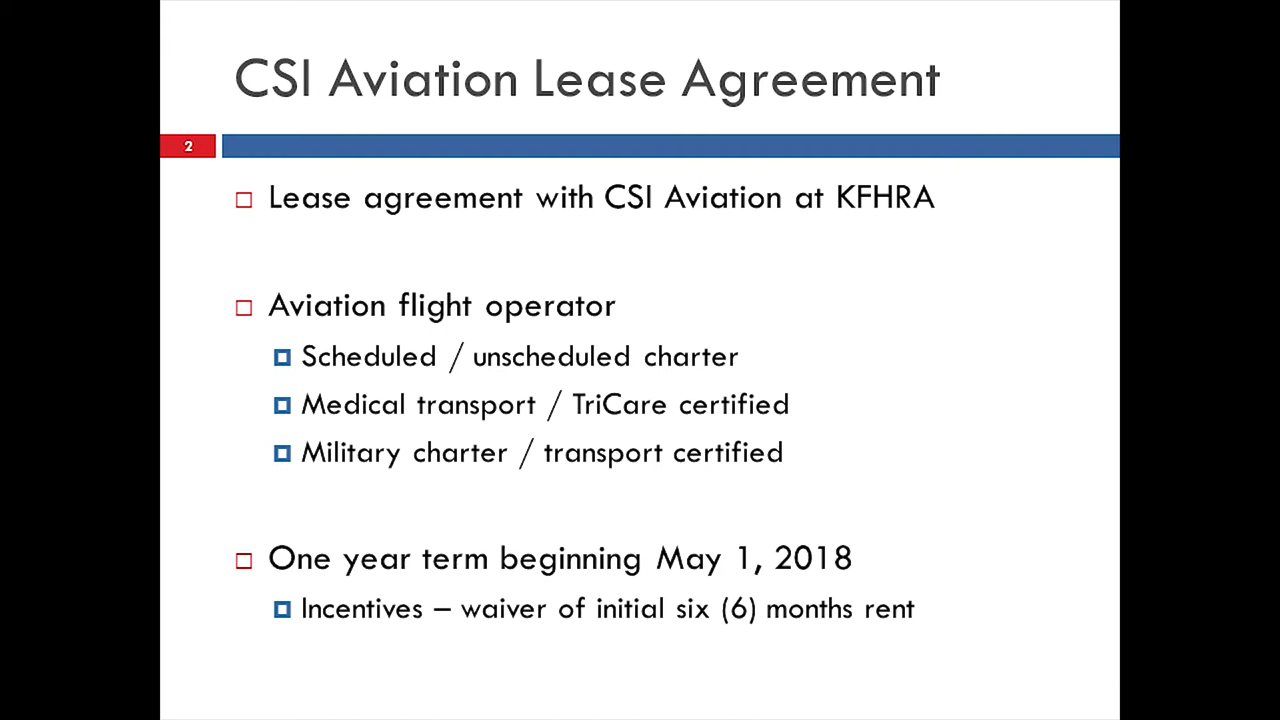 CSI Aviation Lease Agreement
2
Lease agreement with CSI Aviation at KFHRA
Aviation flight operator
Scheduled / unscheduled charter
Medical transport / TriCare certified
Military charter / transport certified
One year term beginning May 1, 2018
Incentives – waiver of initial six (6) months rent